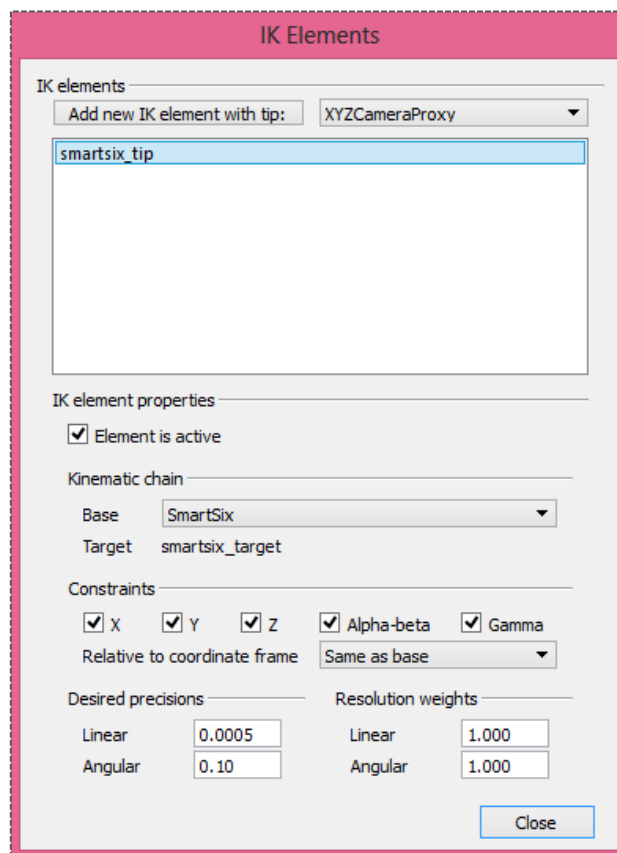 IK Elements
IK elements
Add new IK element with tip: XYZCameraProxy
smartsix_tip
IK element properties
Element is active
Kinematic chain
Base SmartSix
Target smartsix_target
Constraints
X Y Z Alpha-beta Gamma
Relative to coordinate frame Same as base
Desired precisions Resolution weights
Linear 0.0005 Linear 1.000
Angular 0.10 Angular 1.000
Close